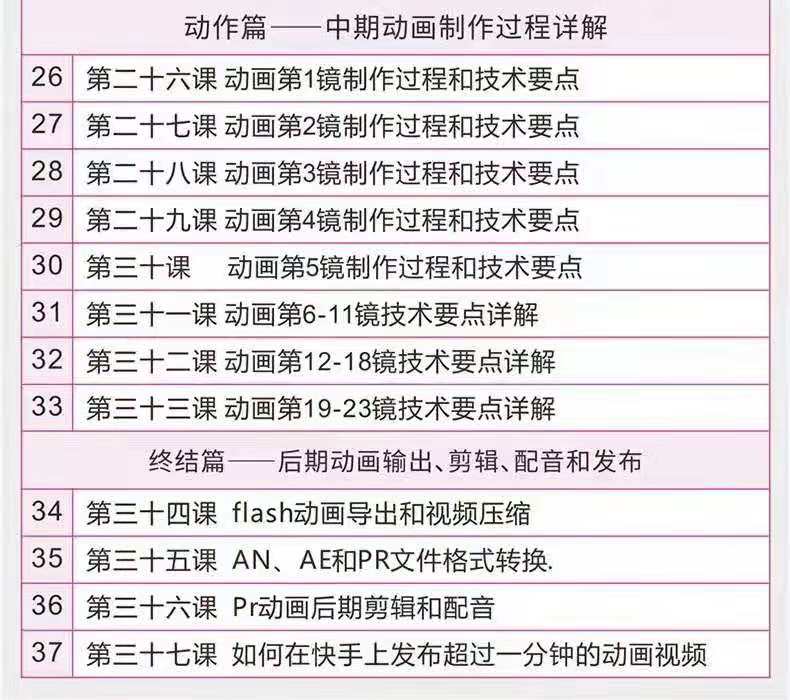 动作篇——中期动画制作过程详解
26 第二十六课 动画第1镜制作过程和技术要点
27 第二十七课 动画第2镜制作过程和技术要点
28 第二十八课 动画第3镜制作过程和技术要点
29 第二十九课 动画第4镜制作过程和技术要点
30 第三十课 动画第5镜制作过程和技术要点
31 第三十一课 动画第6-11镜技术要点详解
32 第三十二课 动画第12-18镜技术要点详解
33 第三十三课 动画第19-23镜技术要点详解
终结篇——后期动画输出、剪辑、配音和发布
34 第三十四课 flash动画导出和视频压缩
35 第三十五课 AN、AE和PR文件格式转换.
36 第三十六课 Pr动画后期剪辑和配音
37 第三十七课 如何在快手上发布超过一分钟的动画视频